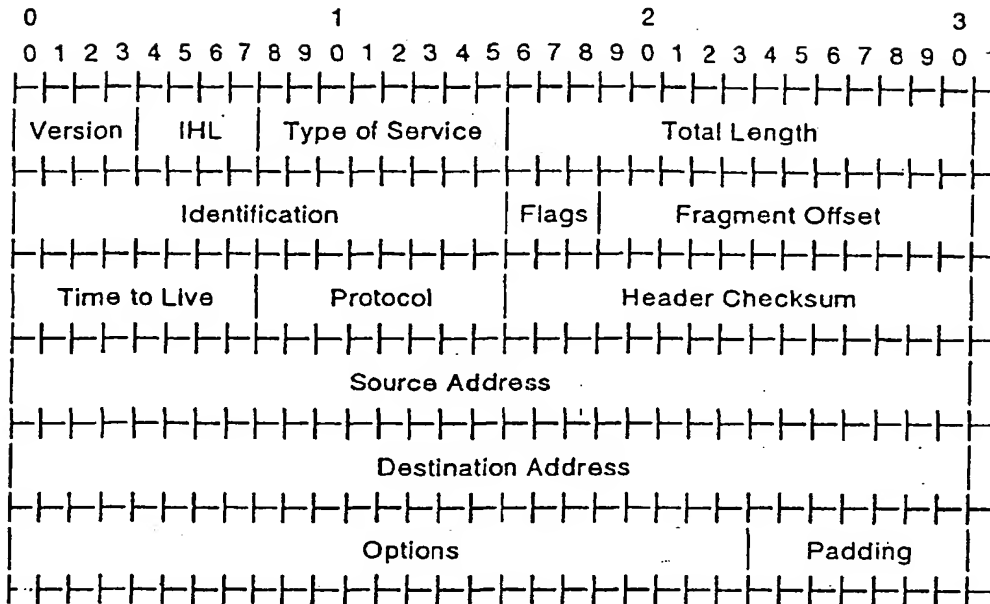 0 1 2 3
0 1 2 3 4 5 6 7 8 9 0 1 2 3 4 5 6 7 8 9 0 1 2 3 4 5 6 7 8 9 0
Version IHL Type of Service Total Length
Identification Flags Fragment Offset
Time to Live Protocol Header Checksum
Source Address
Destination Address
Options Padding